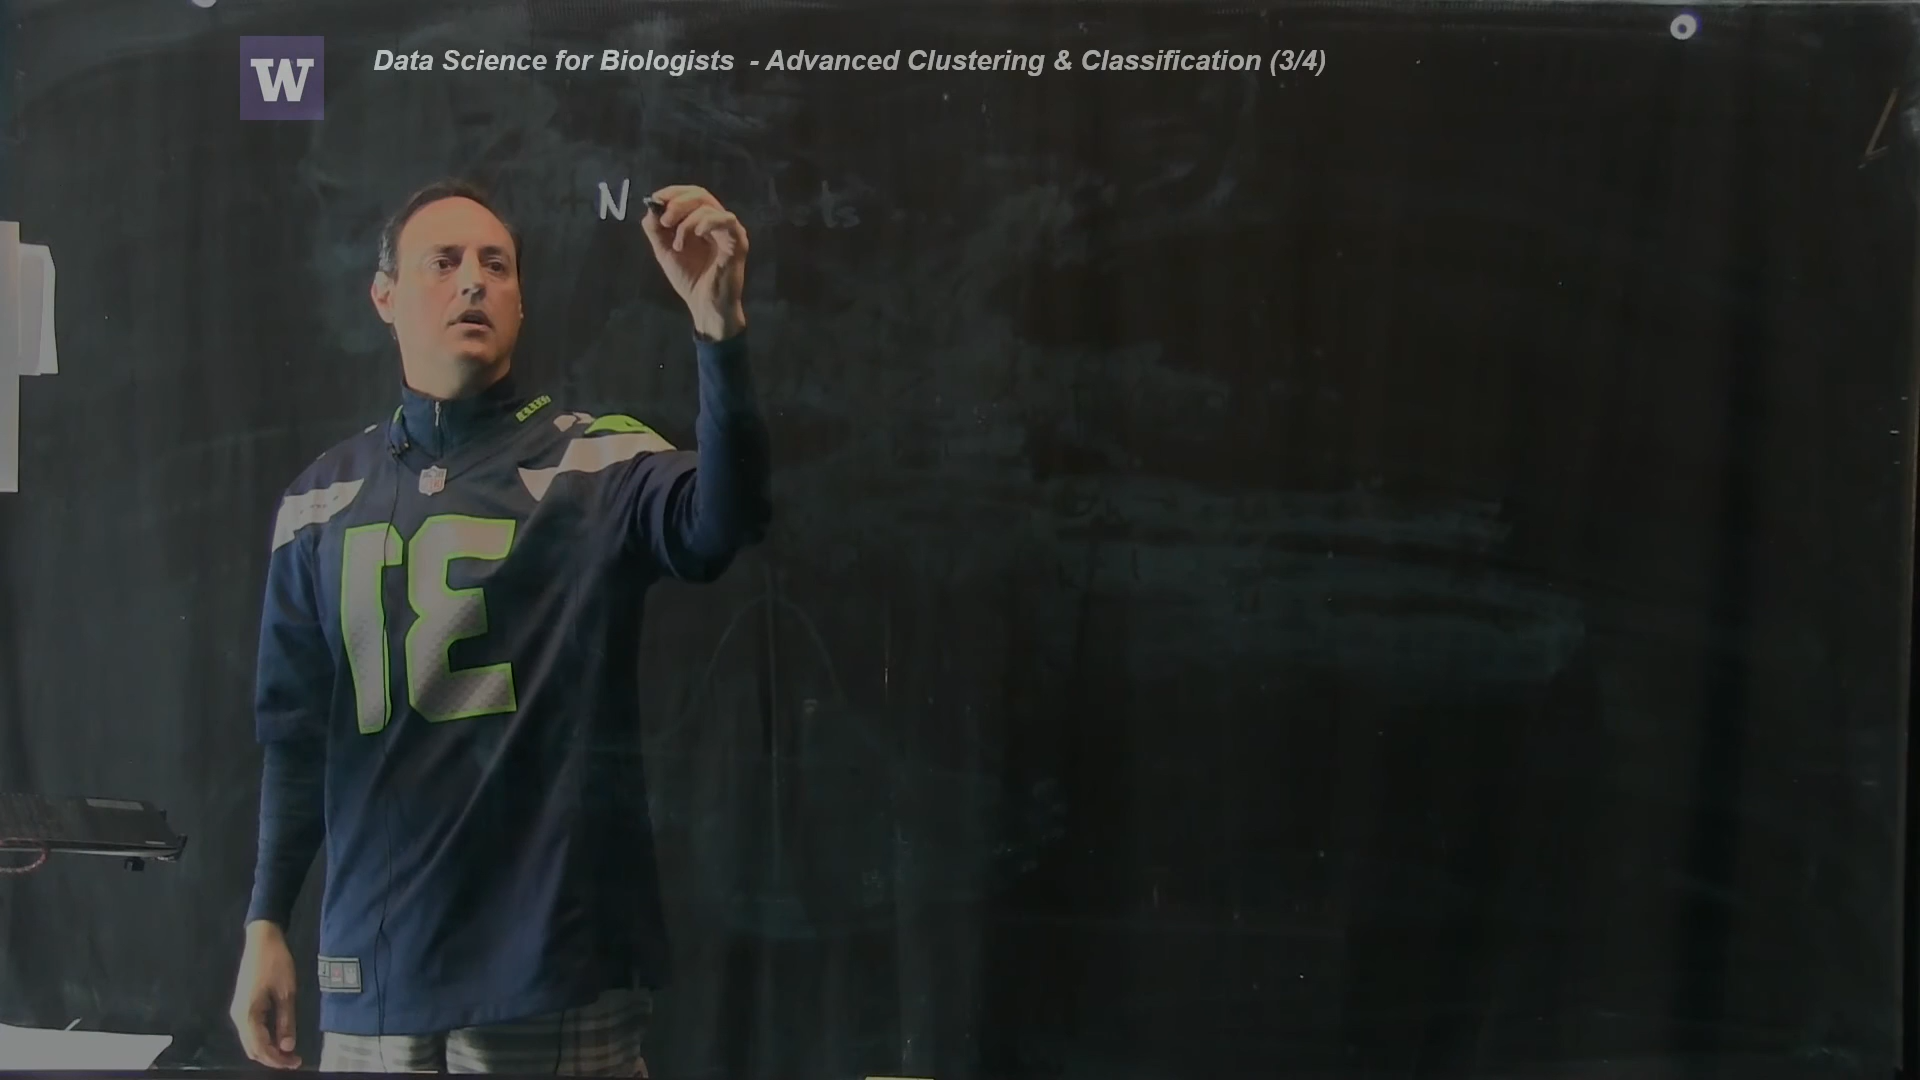 W
Data Science for Biologists - Advanced Clustering & Classification (3/4)
N
31